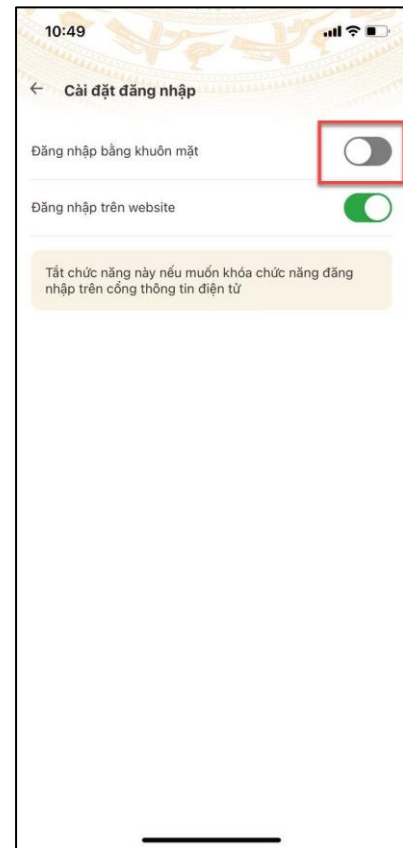 10:49
Cài đặt đăng nhập
Đăng nhập bằng khuôn mặt
Đăng nhập trên website
Tắt chức năng này nếu muốn khóa chức năng đăng
nhập trên cổng thông tin điện tử